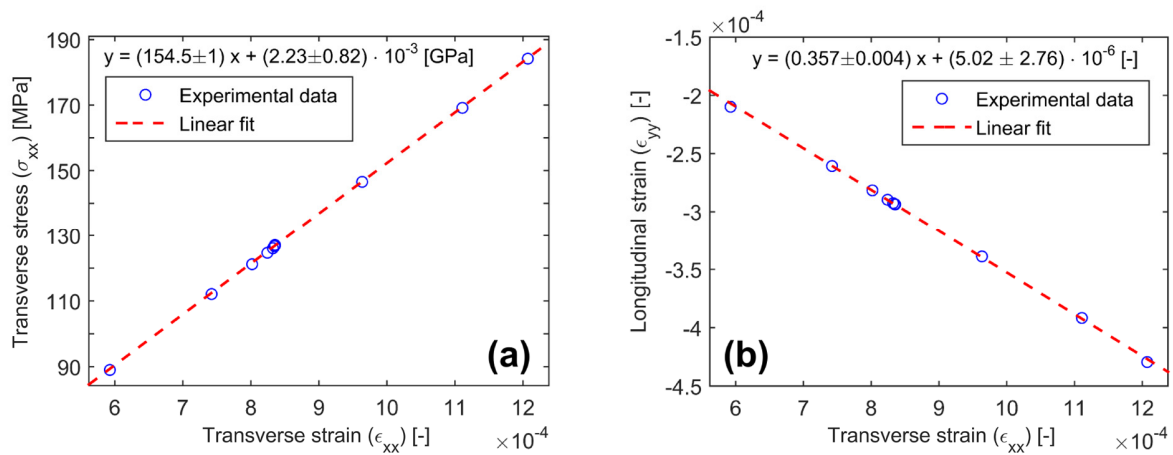 y = (154.5±1) x + (2.23±0.82) · 10⁻³ [GPa]
Experimental data
Linear fit
Transverse stress (σxx) [MPa]
190
170
150
130
110
90
(a)
6
7
8
9
10
11
12
Transverse strain (ϵxx) [-]
×10⁻⁴
×10⁻⁴
y = (0.357±0.004) x + (5.02 ± 2.76) · 10⁻⁶ [-]
Experimental data
Linear fit
Longitudinal strain (ϵyy) [-]
-1.5
-2
-2.5
-3
-3.5
-4
-4.5
(b)
6
7
8
9
10
11
12
Transverse strain (ϵxx) [-]
×10⁻⁴